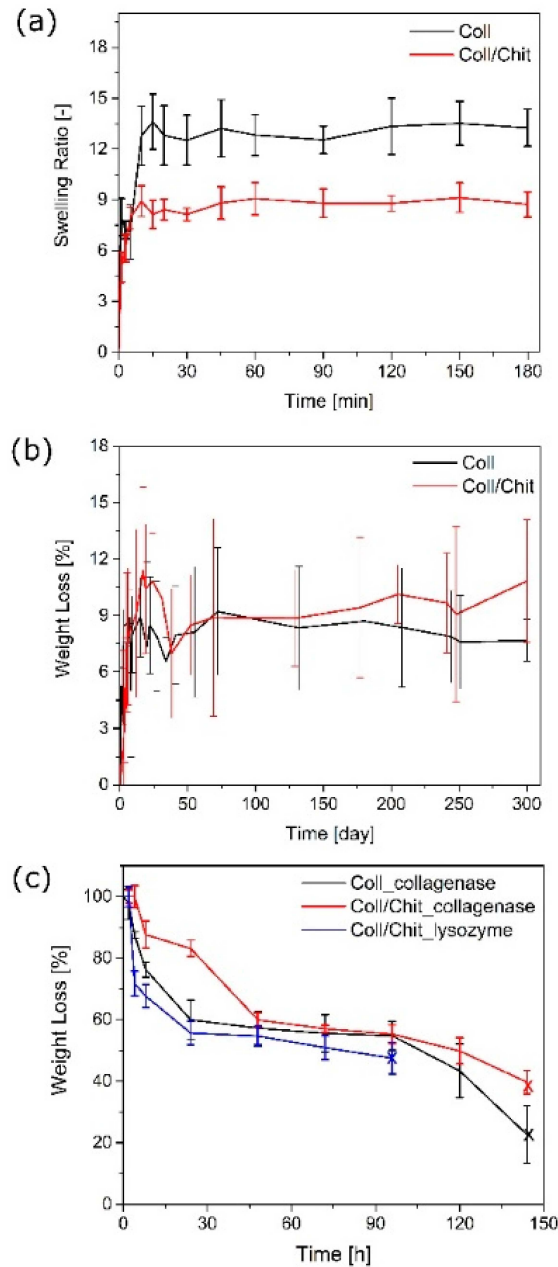 (a)
Coll
Coll/Chit
Swelling Ratio [-]
18
15
12
9
6
3
0
0 30 60 90 120 150 180
Time [min]
(b)
Coll
Coll/Chit
Weight Loss [%]
18
15
12
9
6
3
0
0 50 100 150 200 250 300
Time [day]
(c)
Coll_collagenase
Coll/Chit_collagenase
Coll/Chit_lysozyme
Weight Loss [%]
100
80
60
40
20
0
0 30 60 90 120 150
Time [h]